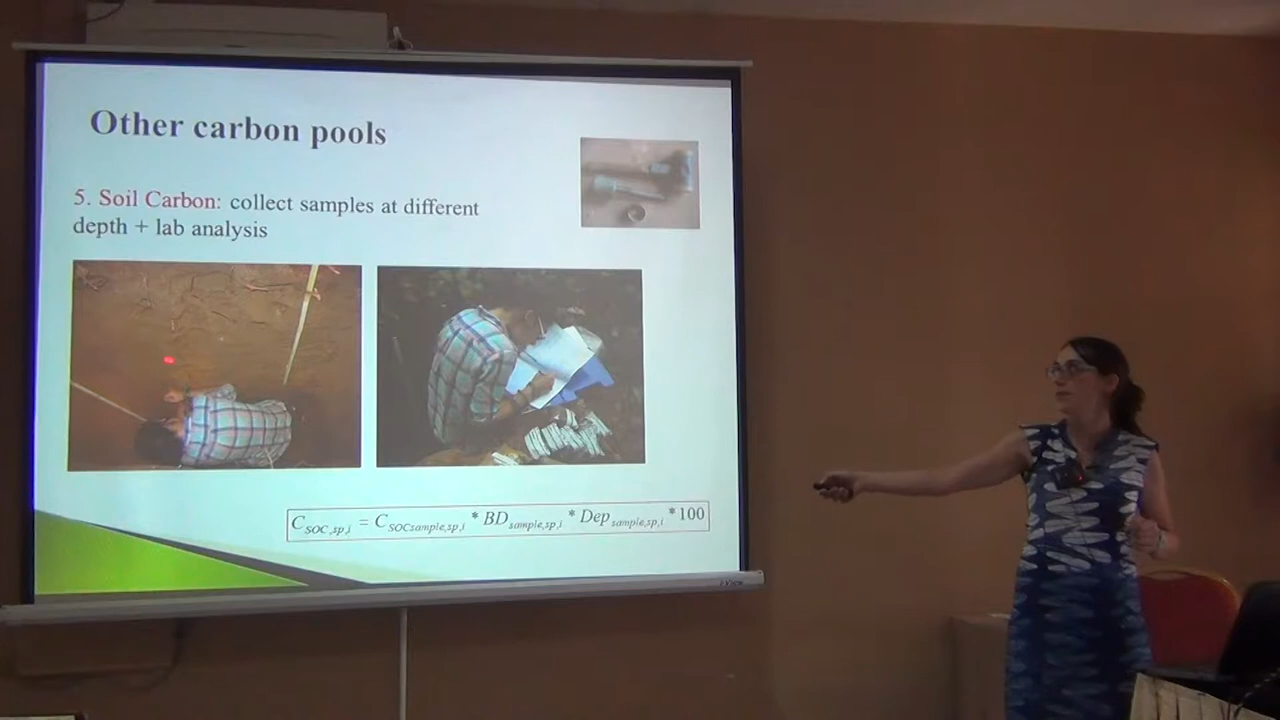 Other carbon pools
5. Soil Carbon: collect samples at different
depth + lab analysis
C_SOC,sp,i = C_SOCsample,sp,i * BD_sample,sp,i * Dep_sample,sp,i * 100